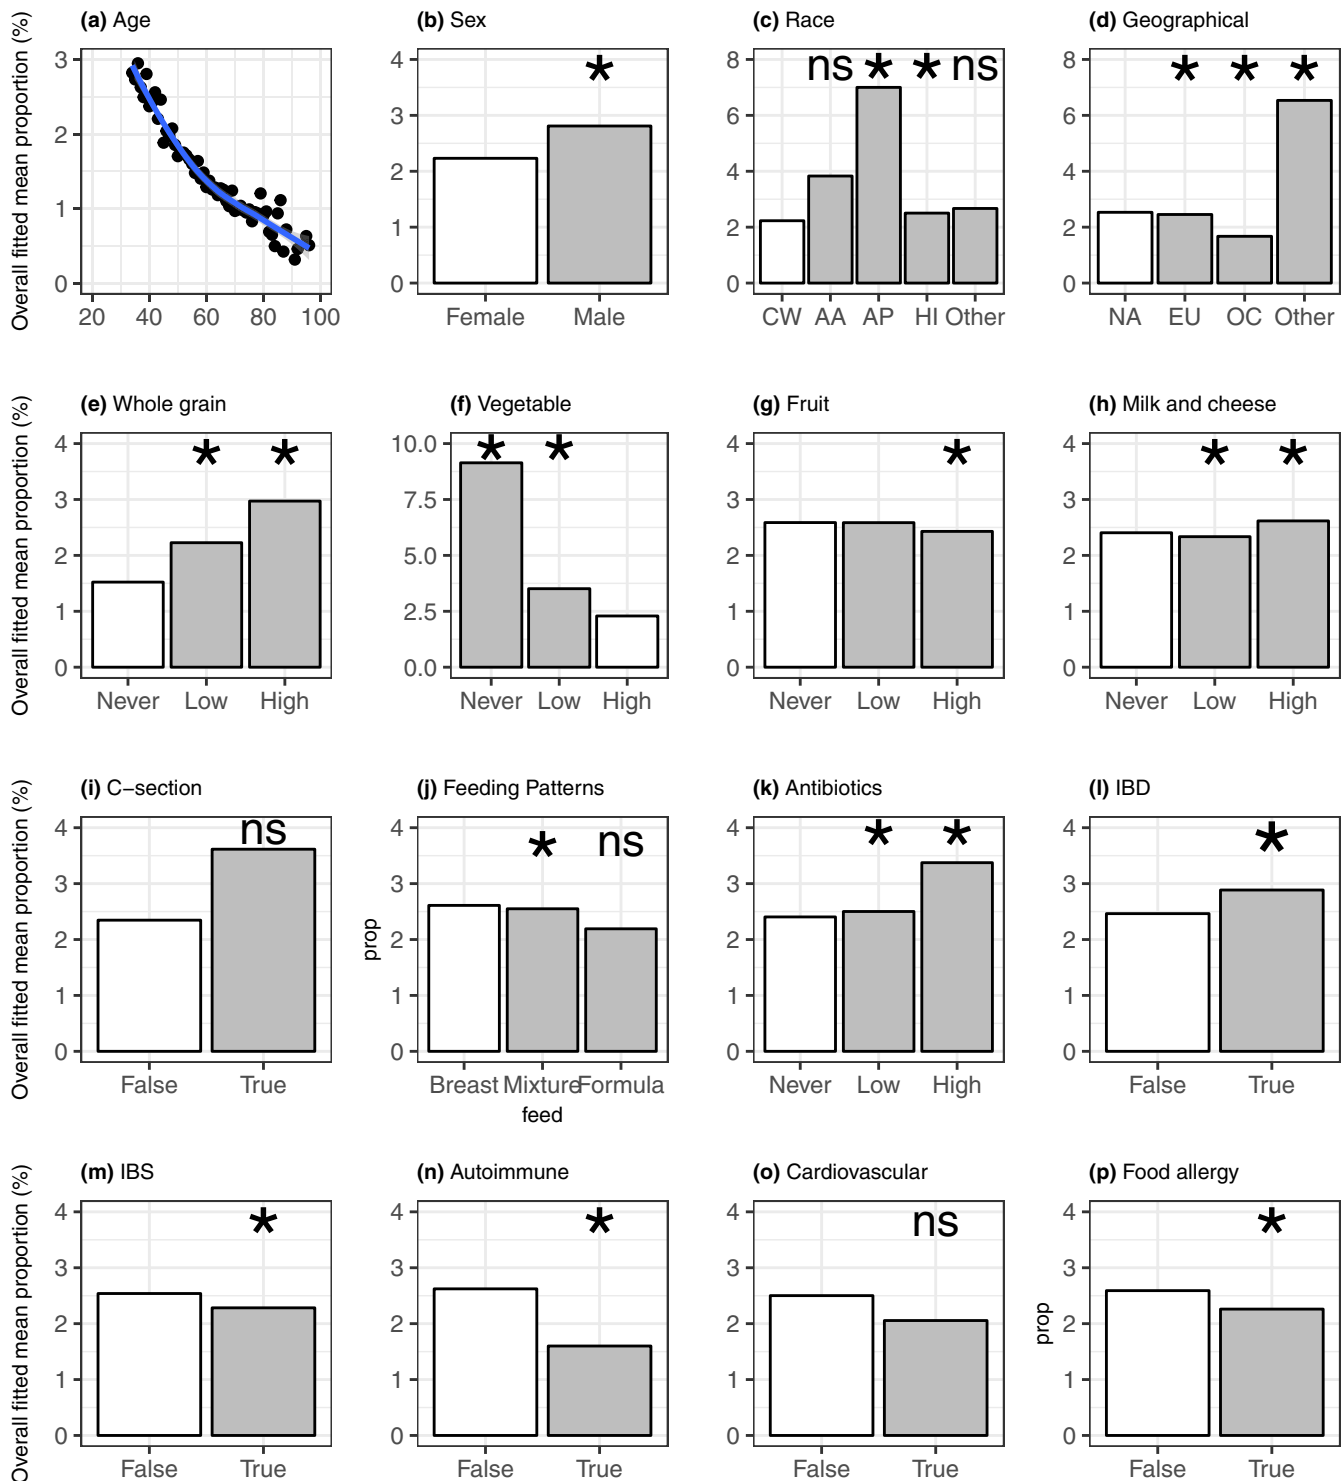 (a) Age
(b) Sex
(c) Race
(d) Geographical
Overall fitted mean proportion (%)
3
2
1
0
20 40 60 80 100
4
3
2
1
0
*
Female Male
8
6
4
2
0
ns * * ns
CW AA AP HI Other
8
6
4
2
0
* * *
NA EU OC Other
(e) Whole grain
(f) Vegetable
(g) Fruit
(h) Milk and cheese
Overall fitted mean proportion (%)
4
3
2
1
0
* *
Never Low High
10.0
7.5
5.0
2.5
0.0
* *
Never Low High
4
3
2
1
0
*
Never Low High
4
3
2
1
0
* *
Never Low High
(i) C−section
(j) Feeding Patterns
(k) Antibiotics
(l) IBD
Overall fitted mean proportion (%)
4
3
2
1
0
ns
False True
prop
4
3
2
1
0
* ns
Breast Mixture Formula
feed
4
3
2
1
0
* *
Never Low High
4
3
2
1
0
*
False True
(m) IBS
(n) Autoimmune
(o) Cardiovascular
(p) Food allergy
Overall fitted mean proportion (%)
4
3
2
1
0
*
False True
4
3
2
1
0
*
False True
4
3
2
1
0
ns
False True
prop
4
3
2
1
0
*
False True